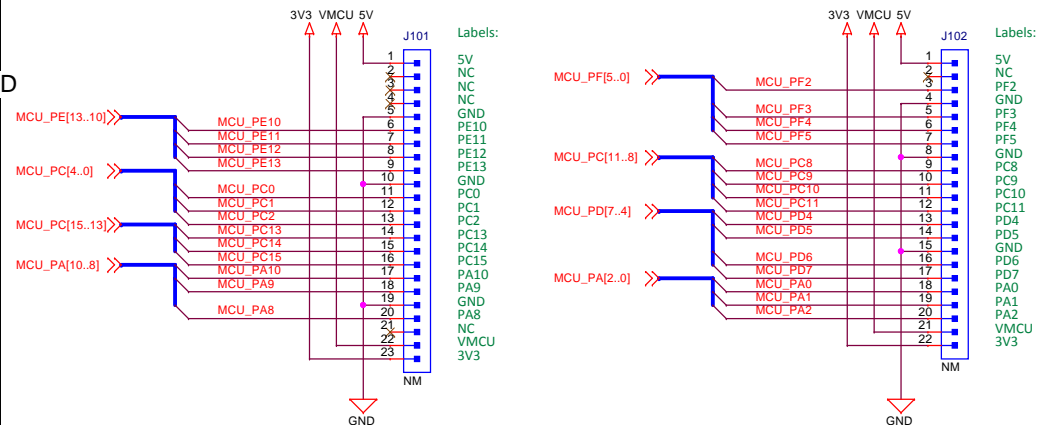 3V3 VMCU 5V
J101
Labels:
D
MCU_PE[13..10]
MCU_PC[4..0]
MCU_PC[15..13]
MCU_PA[10..8]
MCU_PE10
MCU_PE11
MCU_PE12
MCU_PE13
MCU_PC0
MCU_PC1
MCU_PC2
MCU_PC13
MCU_PC14
MCU_PC15
MCU_PA10
MCU_PA9
MCU_PA8
1 5V
2 NC
3 NC
4 NC
5 GND
6 PE10
7 PE11
8 PE12
9 PE13
10 GND
11 PC0
12 PC1
13 PC2
14 PC13
15 PC14
16 PC15
17 PA10
18 PA9
19 GND
20 PA8
21 NC
22 VMCU
23 3V3
NM
GND
3V3 VMCU 5V
J102
Labels:
MCU_PF[5..0]
MCU_PC[11..8]
MCU_PD[7..4]
MCU_PA[2..0]
MCU_PF2
MCU_PF3
MCU_PF4
MCU_PF5
MCU_PC8
MCU_PC9
MCU_PC10
MCU_PC11
MCU_PD4
MCU_PD5
MCU_PD6
MCU_PD7
MCU_PA0
MCU_PA1
MCU_PA2
1 5V
2 NC
3 PF2
4 GND
5 PF3
6 PF4
7 PF5
8 GND
9 PC8
10 PC9
11 PC10
12 PC11
13 PD4
14 PD5
15 GND
16 PD6
17 PD7
18 PA0
19 PA1
20 PA2
21 VMCU
22 3V3
NM
GND